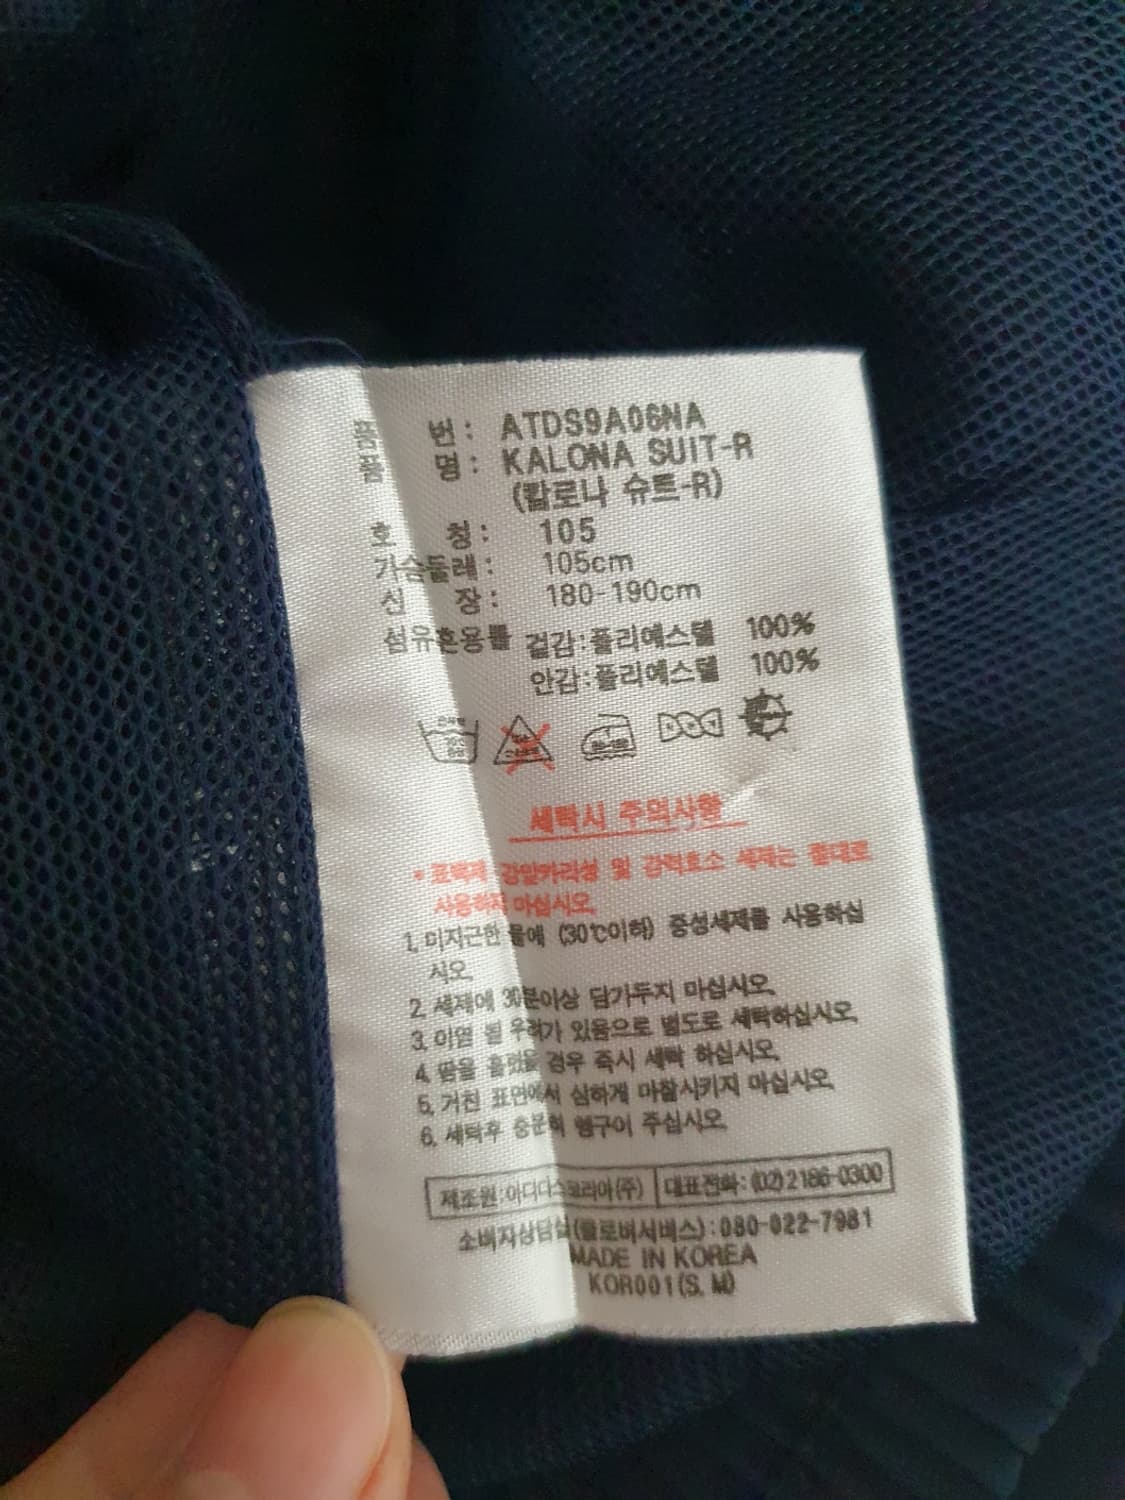 품 번 : ATDS9A06NA
품 명 : KALONA SUIT-R
(칼로나 슈트-R)
호 칭 : 105
가슴둘레 : 105cm
신 장 : 180-190cm
섬유혼용률 겉감:폴리에스텔 100%
안감:폴리에스텔 100%
세탁시 주의사항
• 표백제 강알카리성 및 강력효소 세제는 절대로
사용하지 마십시오.
1. 미지근한 물에 (30℃이하) 중성세제를 사용하십
시오.
2. 세제에 30분이상 담가두지 마십시오.
3. 이염 될 우려가 있음으로 별도로 세탁하십시오.
4. 땀을 흘렸을 경우 즉시 세탁 하십시오.
5. 거친 표면에서 심하게 마찰시키지 마십시오.
6. 세탁후 충분히 헹구어 주십시오.
제조원:아디다스코리아(주) 대표전화: (02)2186-0300
소비자상담실(클로버서비스) : 080-022-7981
MADE IN KOREA
KOR001(S, M)